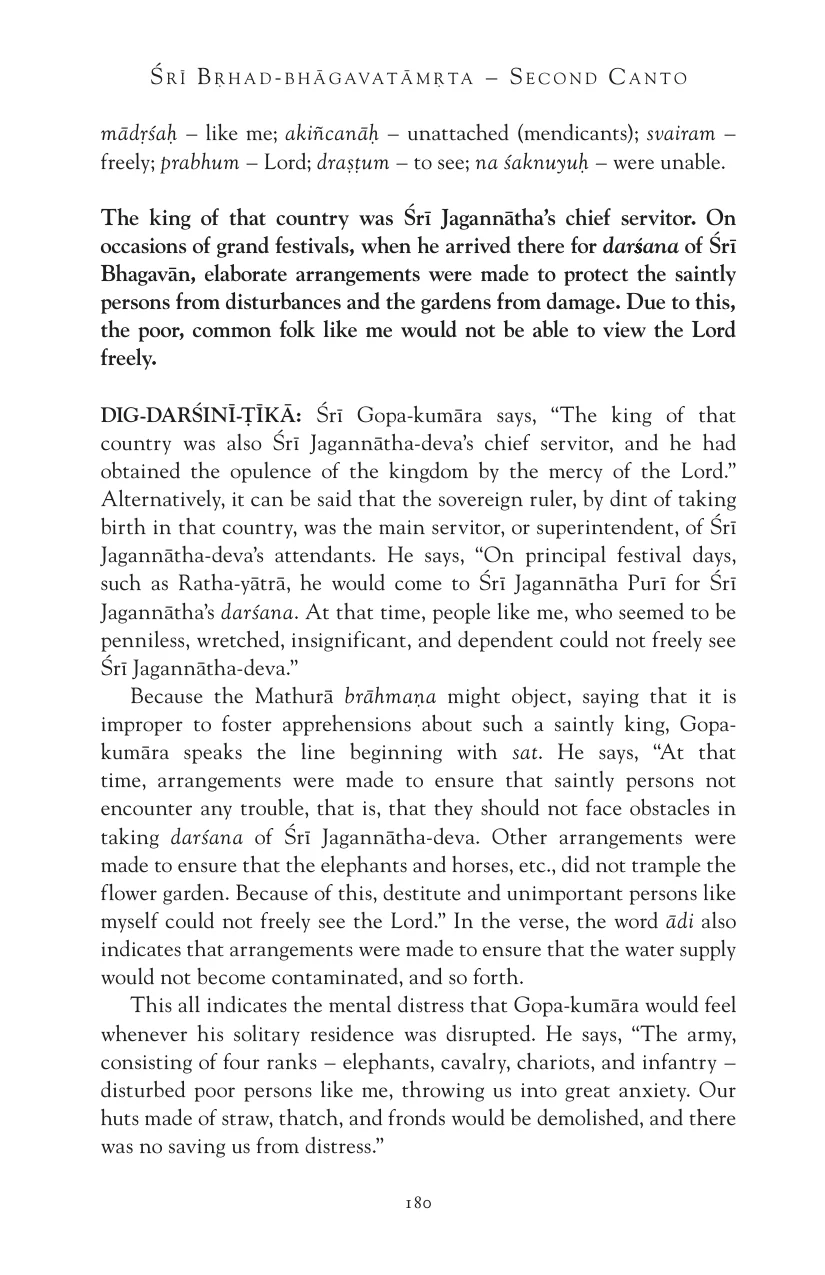 Śrī Bṛhad-bhāgavatāmṛta – Second Canto
mādṛśaḥ – like me; akiñcanāḥ – unattached (mendicants); svairam –
freely; prabhum – Lord; draṣṭum – to see; na śaknuyuḥ – were unable.
The king of that country was Śrī Jagannātha’s chief servitor. On
occasions of grand festivals, when he arrived there for darśana of Śrī
Bhagavān, elaborate arrangements were made to protect the saintly
persons from disturbances and the gardens from damage. Due to this,
the poor, common folk like me would not be able to view the Lord
freely.
DIG-DARŚINĪ-ṬĪKĀ: Śrī Gopa-kumāra says, “The king of that
country was also Śrī Jagannātha-deva’s chief servitor, and he had
obtained the opulence of the kingdom by the mercy of the Lord.”
Alternatively, it can be said that the sovereign ruler, by dint of taking
birth in that country, was the main servitor, or superintendent, of Śrī
Jagannātha-deva’s attendants. He says, “On principal festival days,
such as Ratha-yātrā, he would come to Śrī Jagannātha Purī for Śrī
Jagannātha’s darśana. At that time, people like me, who seemed to be
penniless, wretched, insignificant, and dependent could not freely see
Śrī Jagannātha-deva.”
Because the Mathurā brāhmaṇa might object, saying that it is
improper to foster apprehensions about such a saintly king, Gopa-
kumāra speaks the line beginning with sat. He says, “At that
time, arrangements were made to ensure that saintly persons not
encounter any trouble, that is, that they should not face obstacles in
taking darśana of Śrī Jagannātha-deva. Other arrangements were
made to ensure that the elephants and horses, etc., did not trample the
flower garden. Because of this, destitute and unimportant persons like
myself could not freely see the Lord.” In the verse, the word ādi also
indicates that arrangements were made to ensure that the water supply
would not become contaminated, and so forth.
This all indicates the mental distress that Gopa-kumāra would feel
whenever his solitary residence was disrupted. He says, “The army,
consisting of four ranks – elephants, cavalry, chariots, and infantry –
disturbed poor persons like me, throwing us into great anxiety. Our
huts made of straw, thatch, and fronds would be demolished, and there
was no saving us from distress.”
180